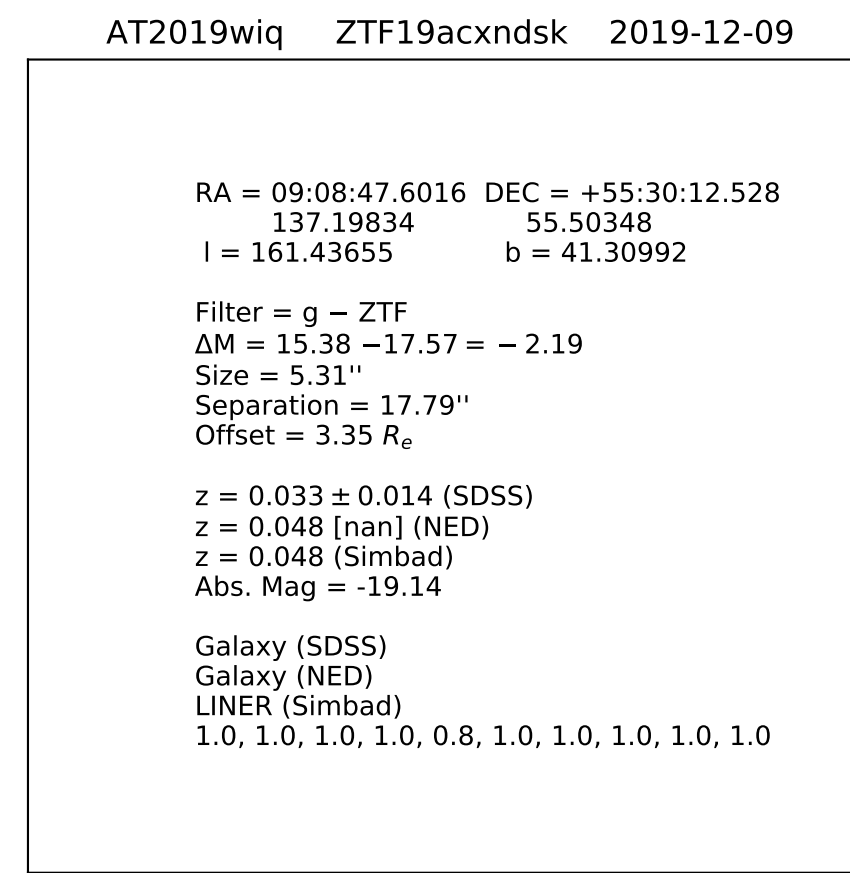 AT2019wiq ZTF19acxndsk 2019-12-09
RA = 09:08:47.6016 DEC = +55:30:12.528
137.19834 55.50348
l = 161.43655 b = 41.30992
Filter = g − ZTF
ΔM = 15.38 −17.57 = − 2.19
Size = 5.31''
Separation = 17.79''
Offset = 3.35 Re
z = 0.033 ± 0.014 (SDSS)
z = 0.048 [nan] (NED)
z = 0.048 (Simbad)
Abs. Mag = -19.14
Galaxy (SDSS)
Galaxy (NED)
LINER (Simbad)
1.0, 1.0, 1.0, 1.0, 0.8, 1.0, 1.0, 1.0, 1.0, 1.0